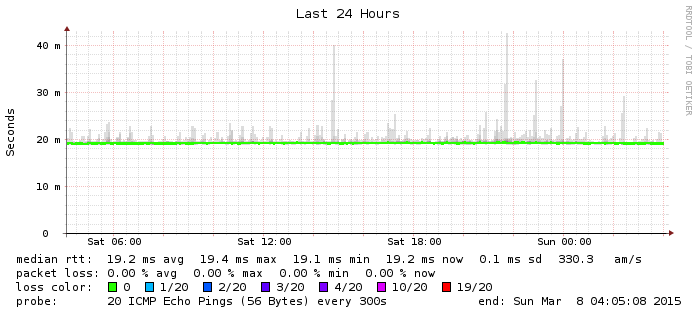 Last 24 Hours
RRDTOOL / TOBI OETIKER
Seconds
40 m
30 m
20 m
10 m
0
Sat 06:00 Sat 12:00 Sat 18:00 Sun 00:00
median rtt: 19.2 ms avg 19.4 ms max 19.1 ms min 19.2 ms now 0.1 ms sd 330.3 am/s
packet loss: 0.00 % avg 0.00 % max 0.00 % min 0.00 % now
loss color: 0 1/20 2/20 3/20 4/20 10/20 19/20
probe: 20 ICMP Echo Pings (56 Bytes) every 300s end: Sun Mar 8 04:05:08 2015